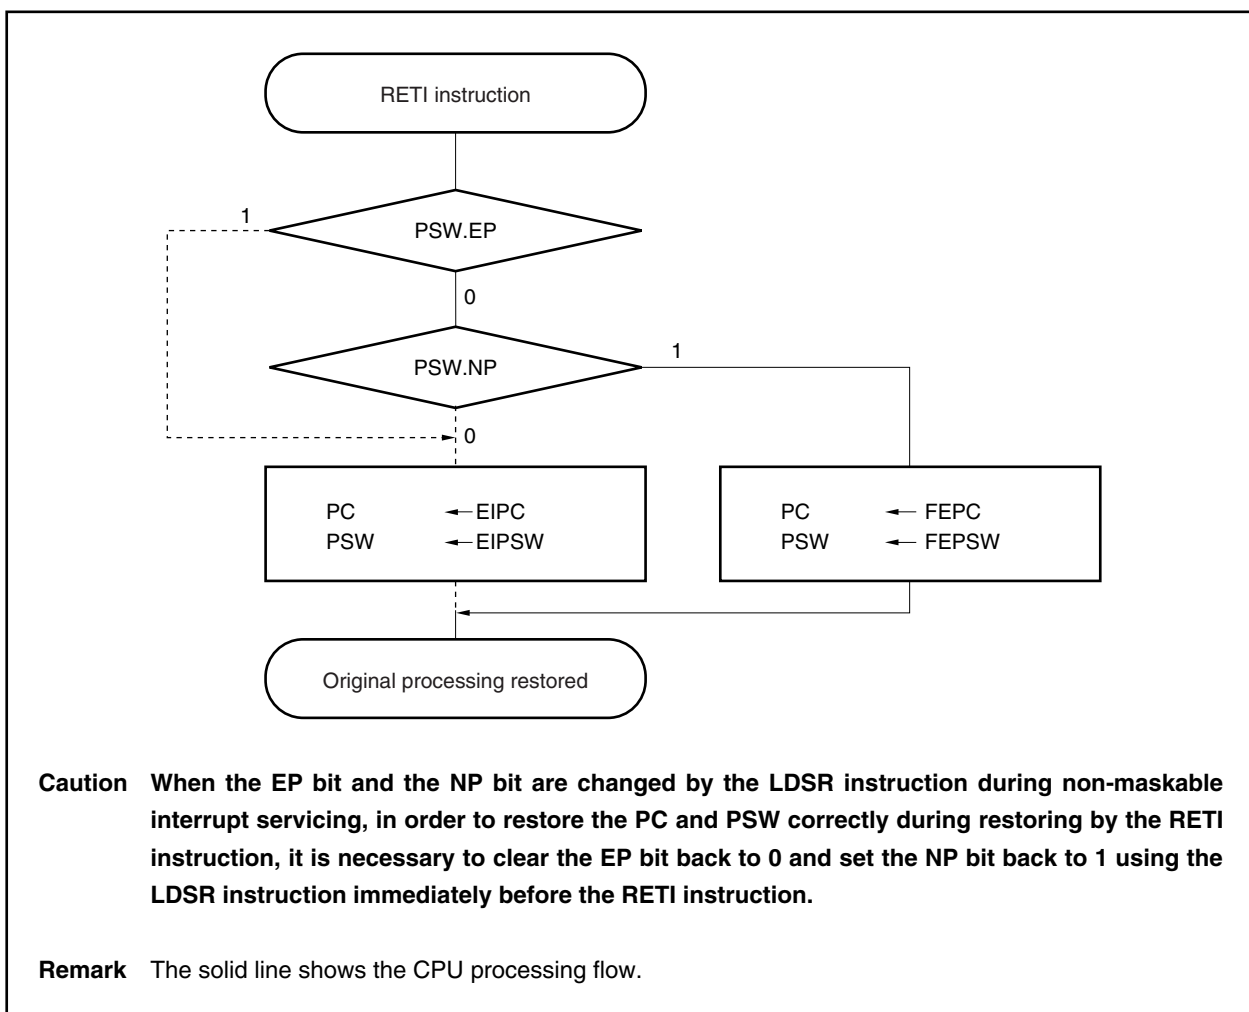 RETI instruction
1
PSW.EP
0
PSW.NP
1
0
PC ← EIPC
PSW ← EIPSW
PC ← FEPC
PSW ← FEPSW
Original processing restored
Caution When the EP bit and the NP bit are changed by the LDSR instruction during non-maskable
interrupt servicing, in order to restore the PC and PSW correctly during restoring by the RETI
instruction, it is necessary to clear the EP bit back to 0 and set the NP bit back to 1 using the
LDSR instruction immediately before the RETI instruction.
Remark The solid line shows the CPU processing flow.